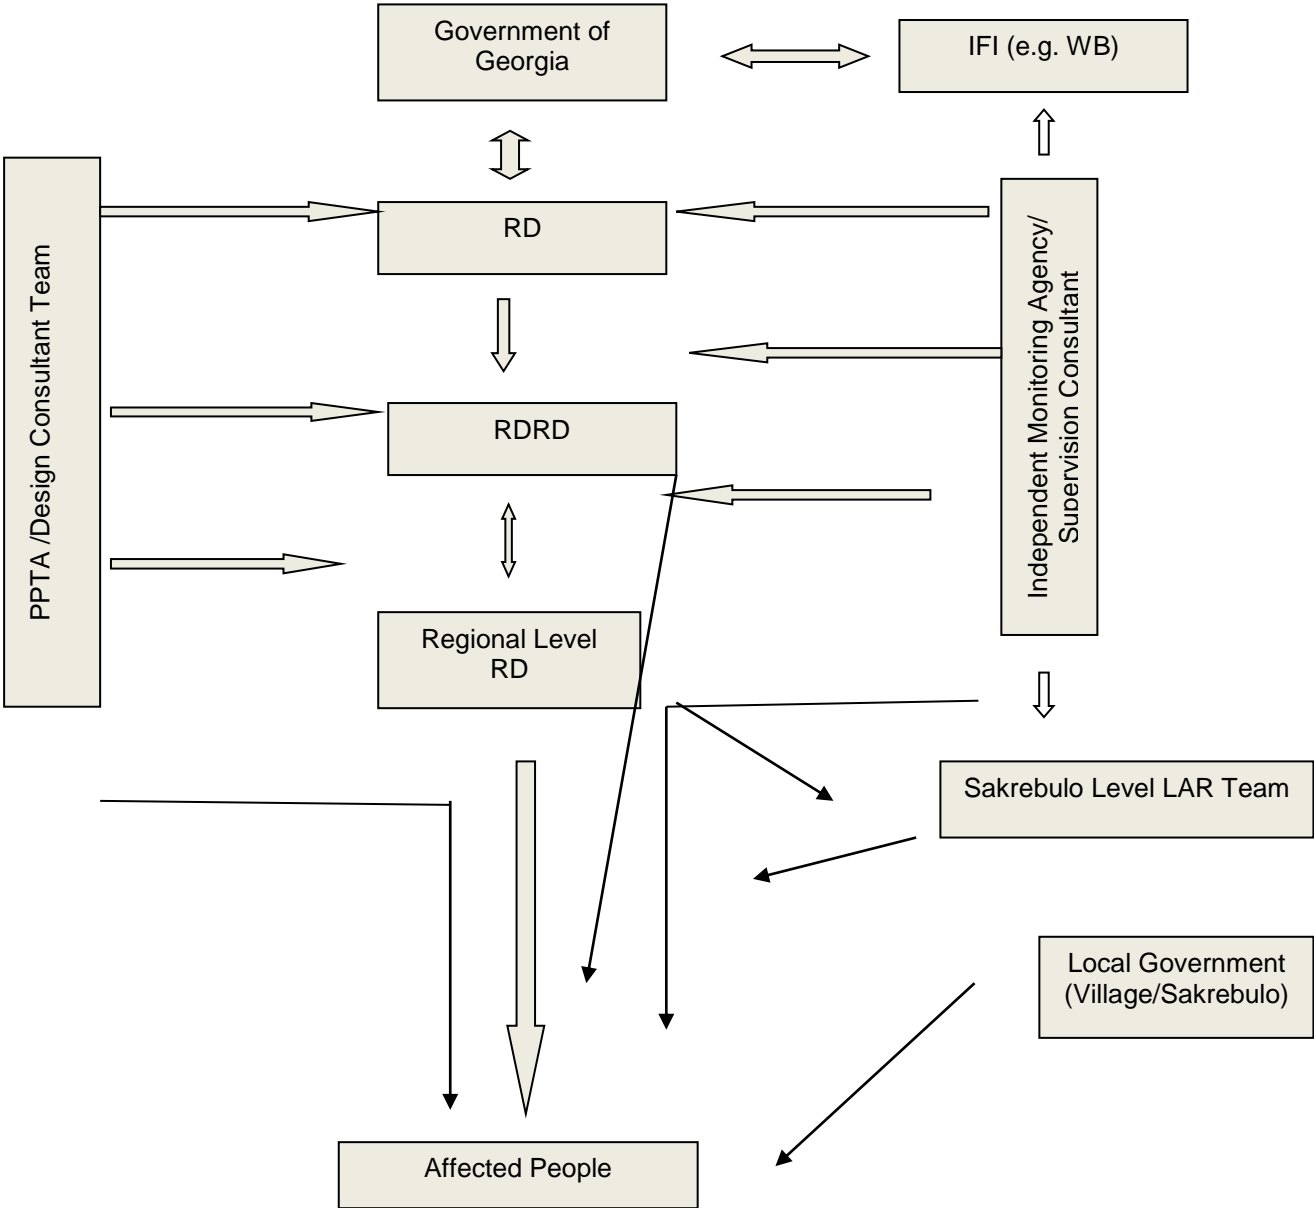 Government of
Georgia
IFI (e.g. WB)
PPTA /Design Consultant Team
RD
Independent Monitoring Agency/
Supervision Consultant
RDRD
Regional Level
RD
Sakrebulo Level LAR Team
Local Government
(Village/Sakrebulo)
Affected People